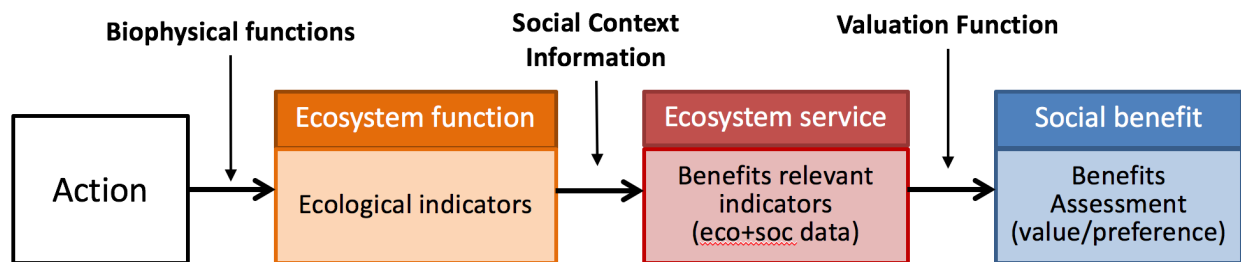 Biophysical functions
Social Context
Information
Valuation Function
Action
Ecosystem function
Ecological indicators
Ecosystem service
Benefits relevant
indicators
(eco+soc data)
Social benefit
Benefits
Assessment
(value/preference)